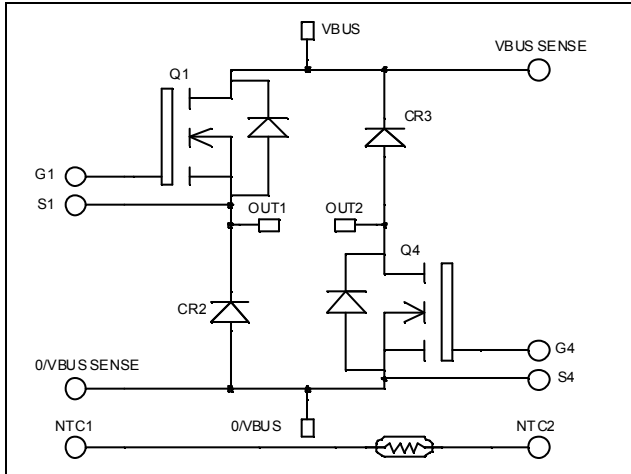 VBUS
VBUS SENSE
Q1
CR3
G1
S1
OUT1
OUT2
Q4
CR2
G4
0/VBUS SENSE
S4
NTC1
0/VBUS
NTC2